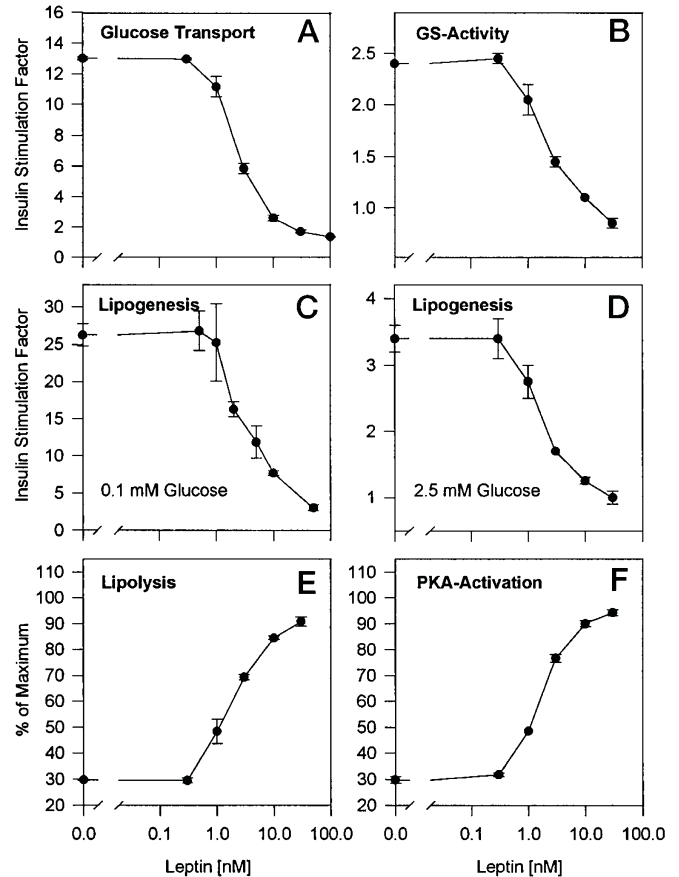 Glucose Transport A
16
14
12
10
8
6
4
2
0
Insulin Stimulation Factor
GS-Activity B
2.5
2.0
1.5
1.0
Lipogenesis C
30
25
20
15
10
5
0
Insulin Stimulation Factor
0.1 mM Glucose
Lipogenesis D
4
3
2
1
2.5 mM Glucose
Lipolysis E
110
100
90
80
70
60
50
40
30
20
% of Maximum
0.0 0.1 1.0 10.0 100.0
Leptin [nM]
PKA-Activation F
110
100
90
80
70
60
50
40
30
20
0.0 0.1 1.0 10.0 100.0
Leptin [nM]